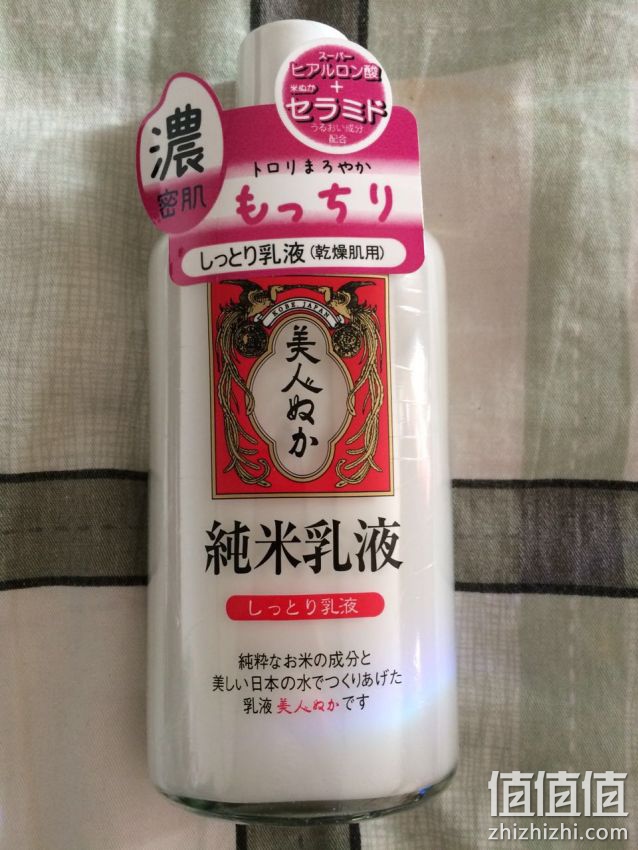 スーパー
ヒアルロン酸
+
米ぬか
セラミド
うるおい成分
配合
濃
密肌
トロリまろやか
もっちり
しっとり乳液(乾燥肌用)
KOBE JAPAN
美人ぬか
純米乳液
しっとり乳液
純粋なお米の成分と
美しい日本の水でつくりあげた
乳液美人ぬかです
值值值
zhizhizhi.com